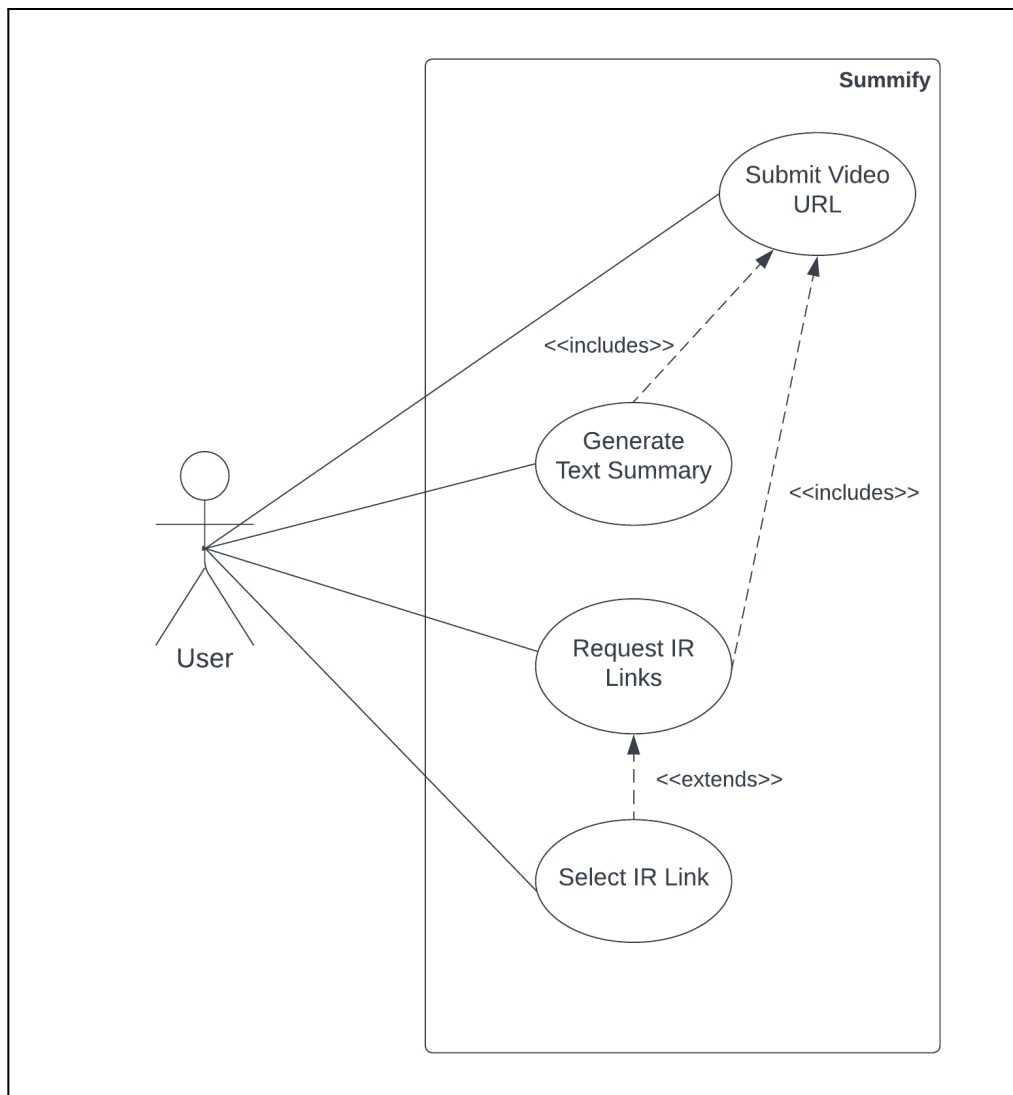 Summify
Submit Video
URL
<<includes>>
Generate
Text Summary
<<includes>>
Request IR
Links
User
<<extends>>
Select IR Link